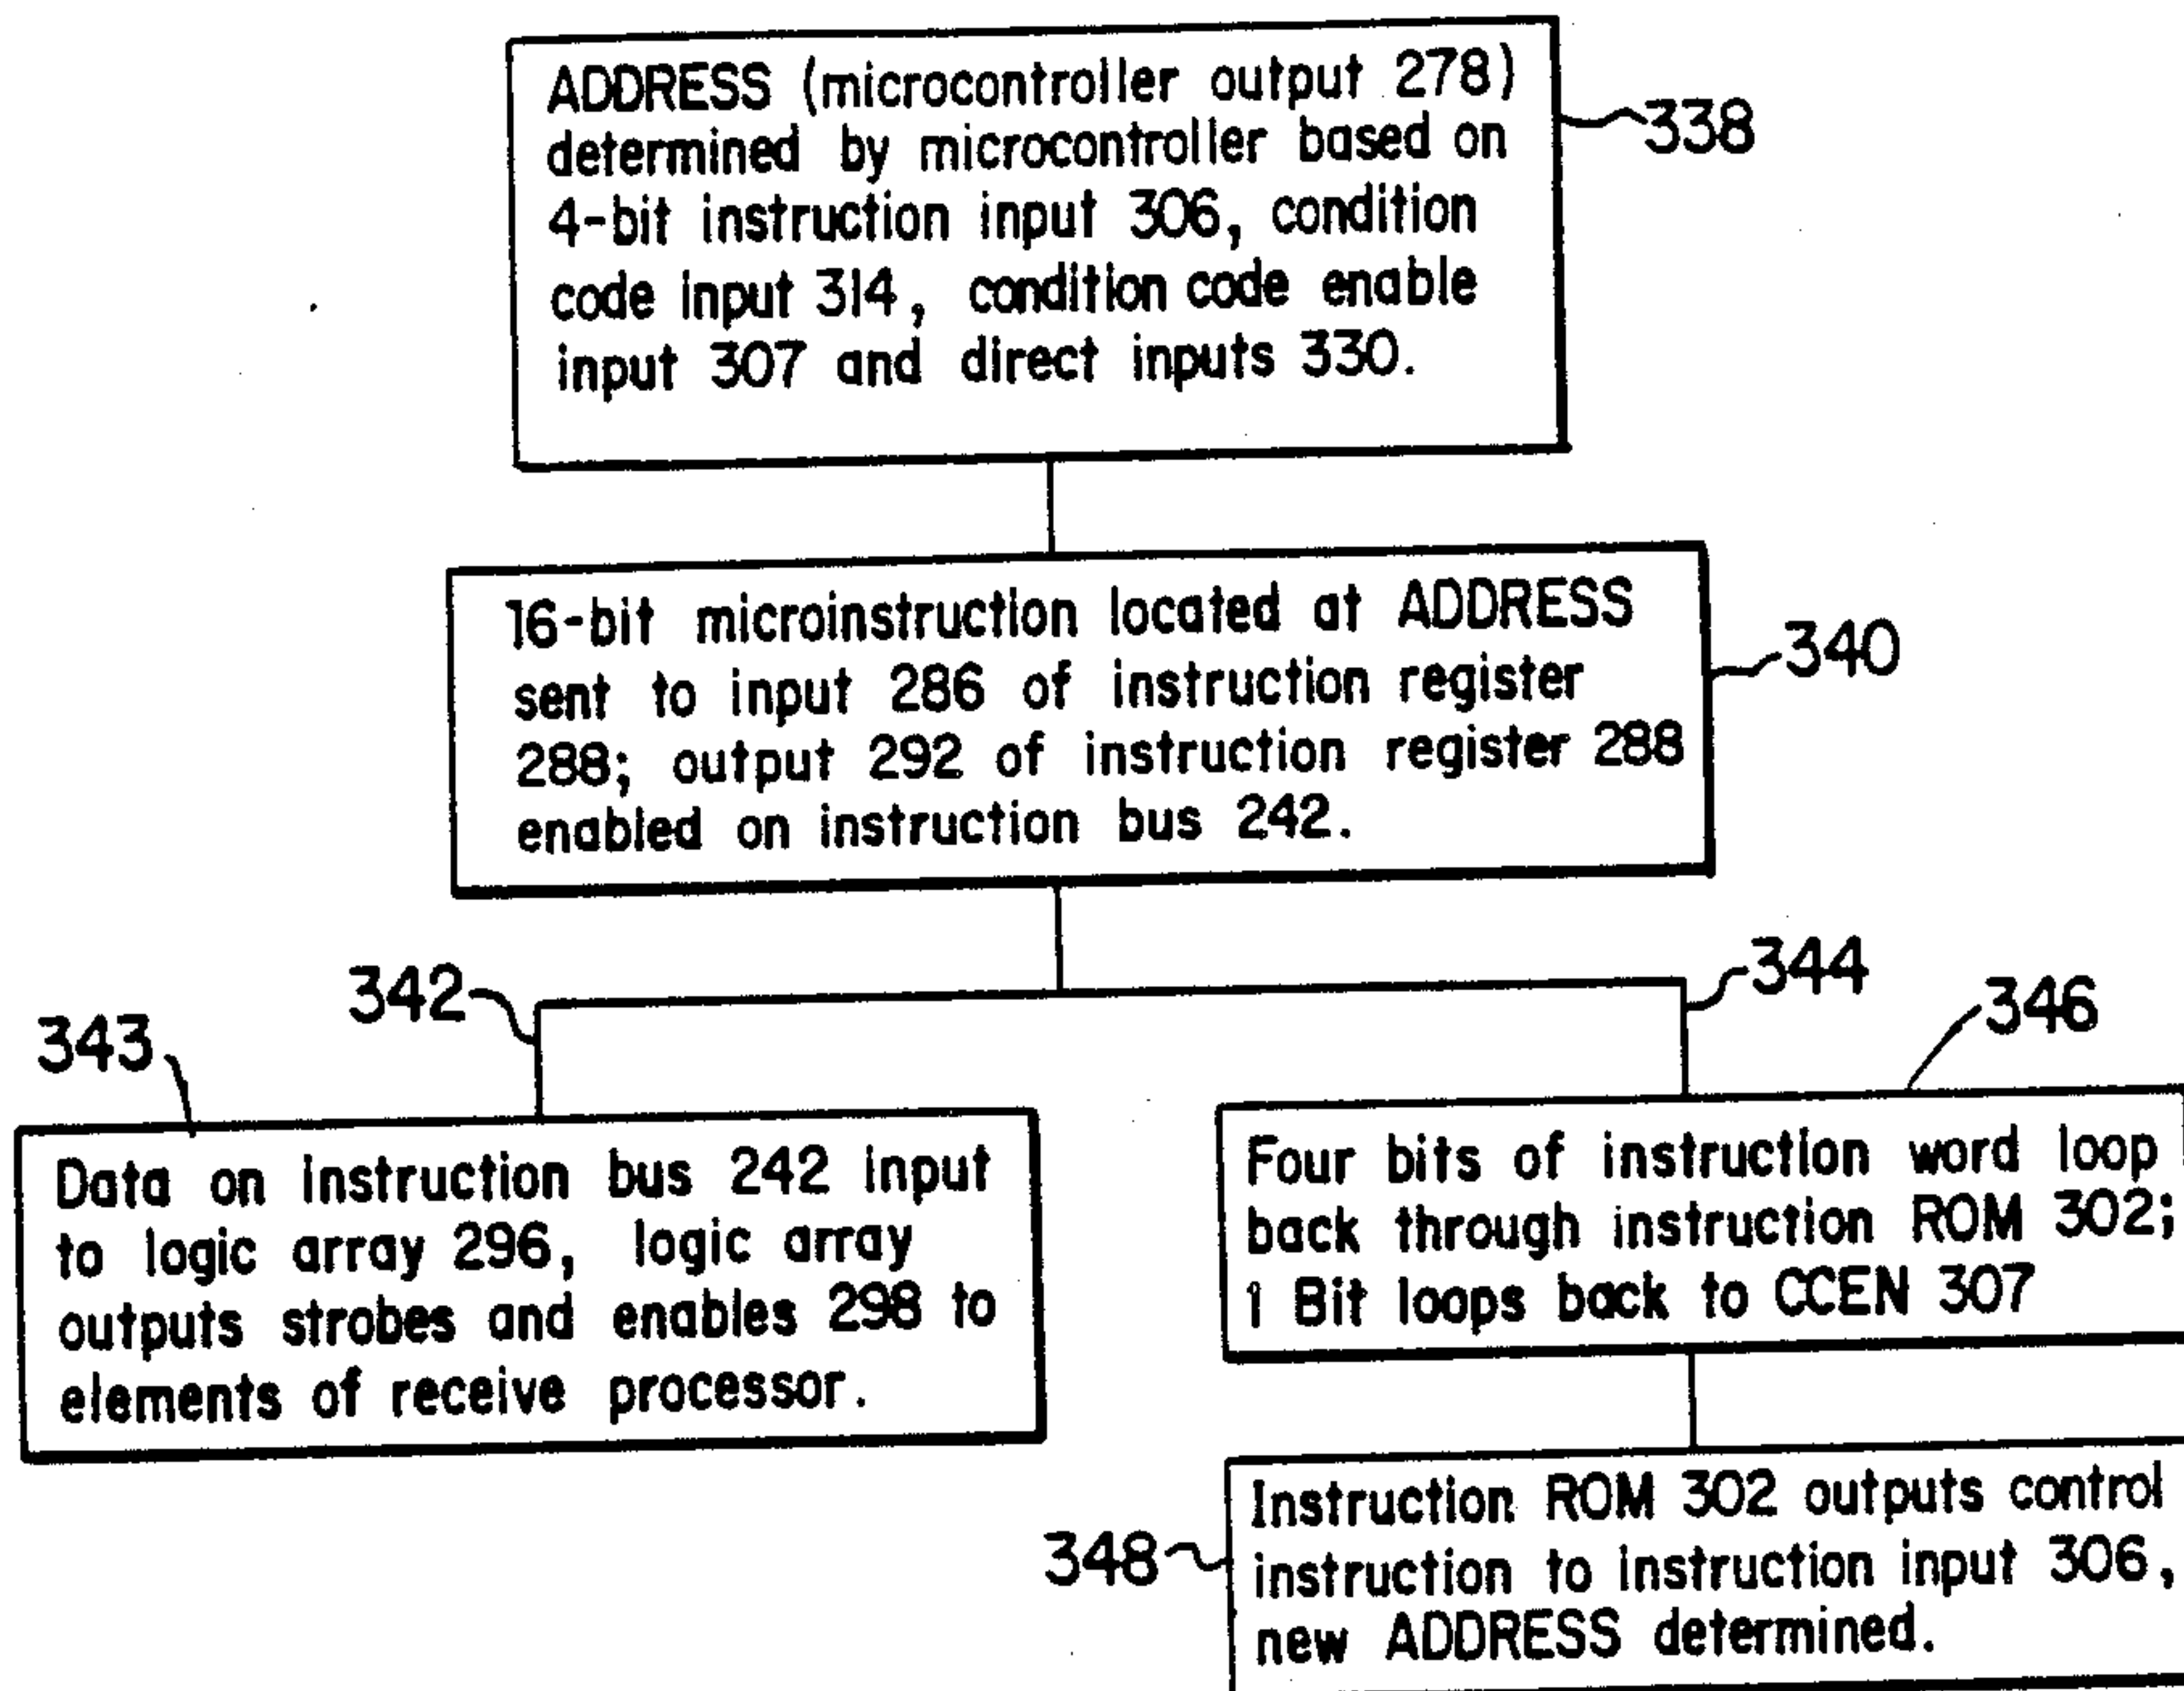 ADDRESS (microcontroller output 278)
determined by microcontroller based on
4-bit instruction input 306, condition
code input 314, condition code enable
input 307 and direct inputs 330.
338
16-bit microinstruction located at ADDRESS
sent to input 286 of instruction register
288; output 292 of instruction register 288
enabled on instruction bus 242.
340
342
344
343
346
Data on instruction bus 242 input
to logic array 296, logic array
outputs strobes and enables 298 to
elements of receive processor.
Four bits of instruction word loop
back through instruction ROM 302;
1 Bit loops back to CCEN 307
348
Instruction ROM 302 outputs control
instruction to instruction input 306,
new ADDRESS determined.